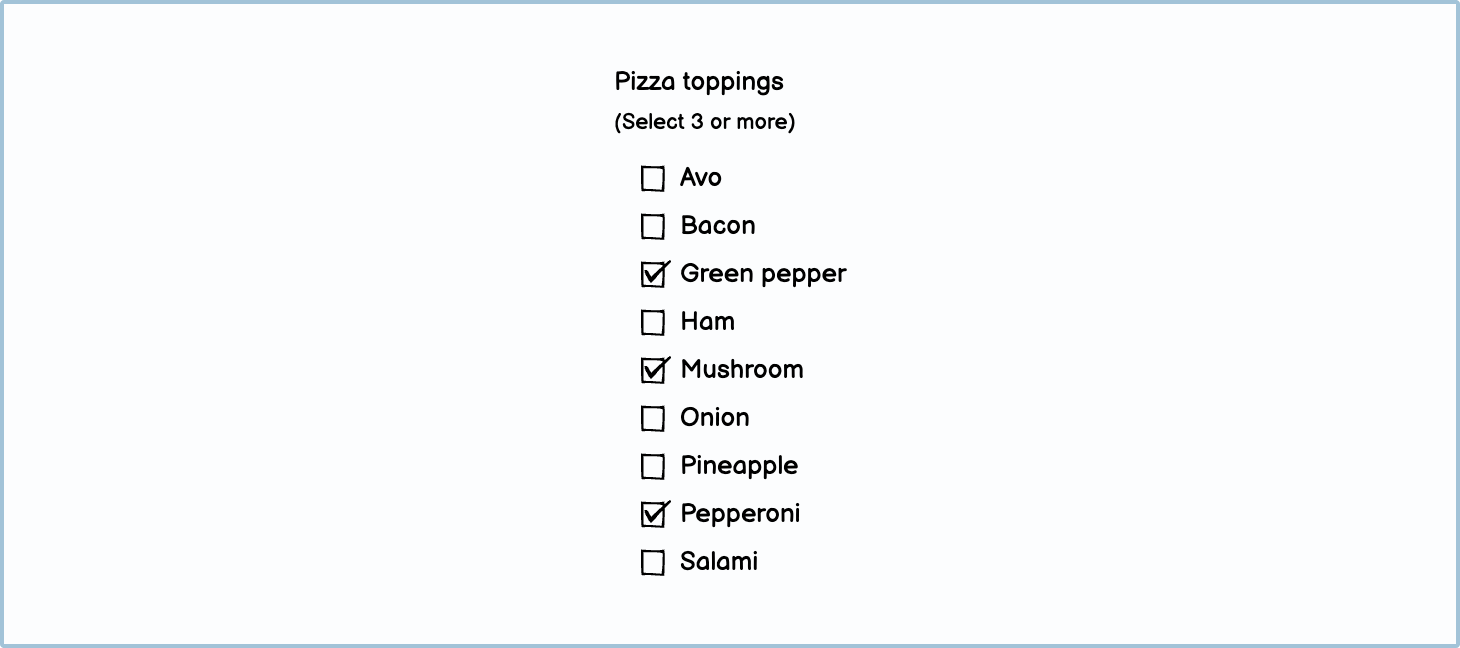 Pizza toppings
(Select 3 or more)
Avo
Bacon
Green pepper
Ham
Mushroom
Onion
Pineapple
Pepperoni
Salami